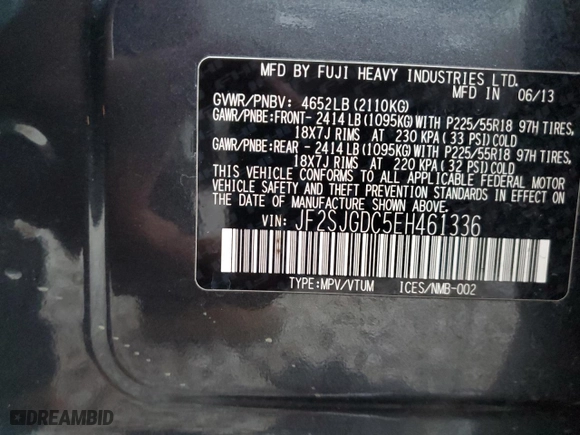 MFD BY FUJI HEAVY INDUSTRIES LTD.
MFD IN 06/13
GVWR/PNBV: 4652LB (2110KG)
GAWR/PNBE:FRONT- 2414LB (1095KG) WITH P225/55R18 97H TIRES,
18X7J RIMS AT 230 KPA (33 PSI) COLD
GAWR/PNBE:REAR - 2414LB (1095KG) WITH P225/55R18 97H TIRES,
18X7J RIMS AT 220 KPA (32 PSI) COLD
THIS VEHICLE CONFORMS TO ALL APPLICABLE FEDERAL MOTOR
VEHICLE SAFETY AND THEFT PREVENTION STANDARDS IN EFFECT ON
THE DATE OF MANUFACTURE SHOWN ABOVE.
VIN: JF2SJGDC5EH461336
TYPE:MPV/VTUM ICES/NMB-002
DREAMBID